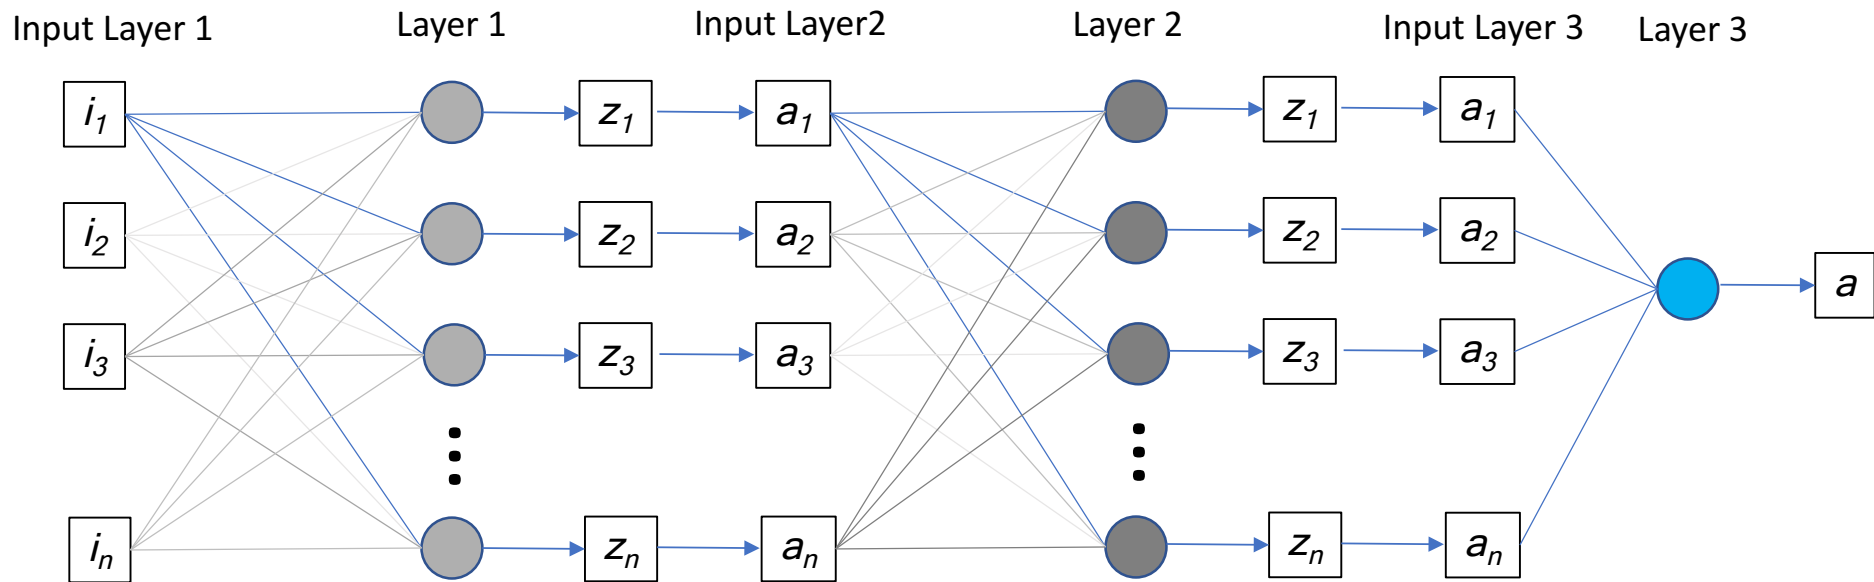 Input Layer 1 Layer 1 Input Layer2 Layer 2 Input Layer 3 Layer 3
i1 z1 a1 z1 a1
i2 z2 a2 z2 a2
a
i3 z3 a3 z3 a3
in zn an zn an